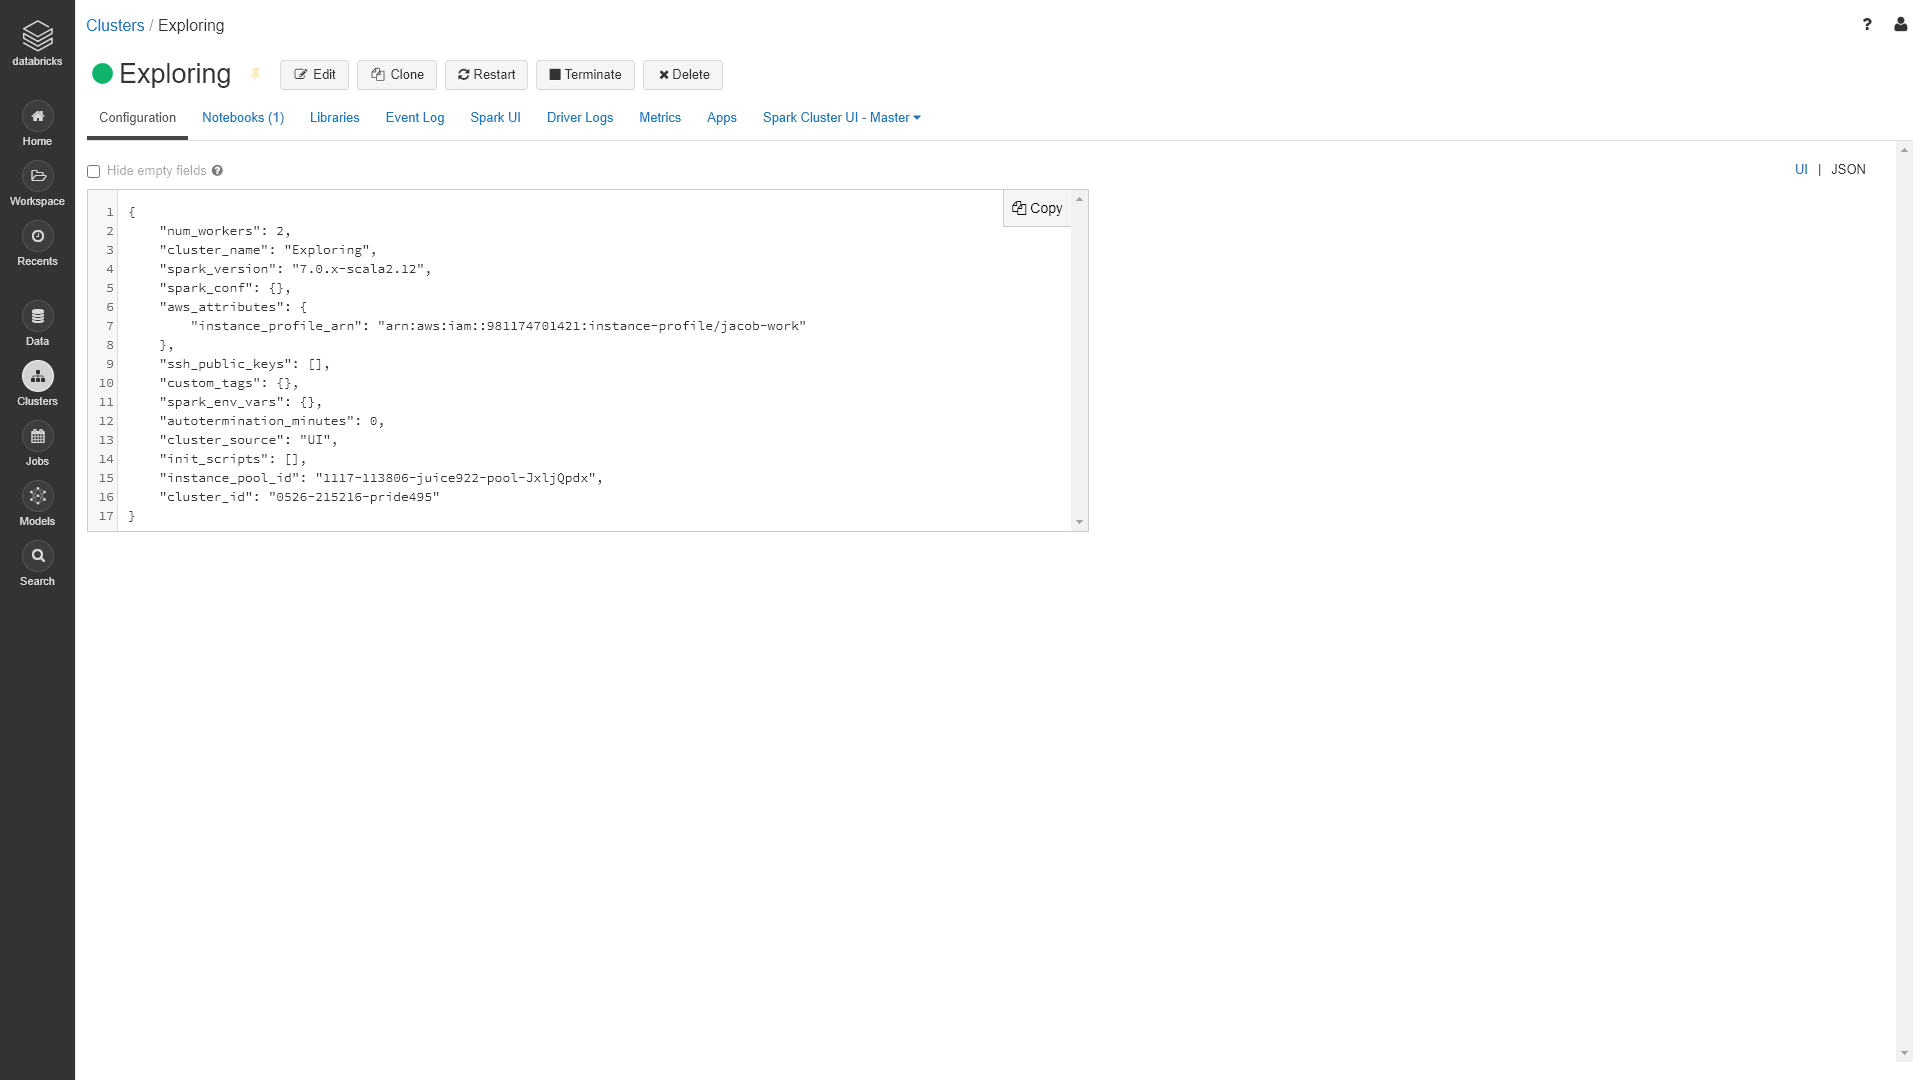 databricks
Home
Workspace
Recents
Data
Clusters
Jobs
Models
Search
Clusters / Exploring
?
Exploring
Edit
Clone
Restart
Terminate
Delete
Configuration
Notebooks (1)
Libraries
Event Log
Spark UI
Driver Logs
Metrics
Apps
Spark Cluster UI - Master
Hide empty fields ?
UI | JSON
Copy
1 {
2 "num_workers": 2,
3 "cluster_name": "Exploring",
4 "spark_version": "7.0.x-scala2.12",
5 "spark_conf": {},
6 "aws_attributes": {
7 "instance_profile_arn": "arn:aws:iam::981174701421:instance-profile/jacob-work"
8 },
9 "ssh_public_keys": [],
10 "custom_tags": {},
11 "spark_env_vars": {},
12 "autotermination_minutes": 0,
13 "cluster_source": "UI",
14 "init_scripts": [],
15 "instance_pool_id": "1117-113806-juice922-pool-JxljQpdx",
16 "cluster_id": "0526-215216-pride495"
17 }